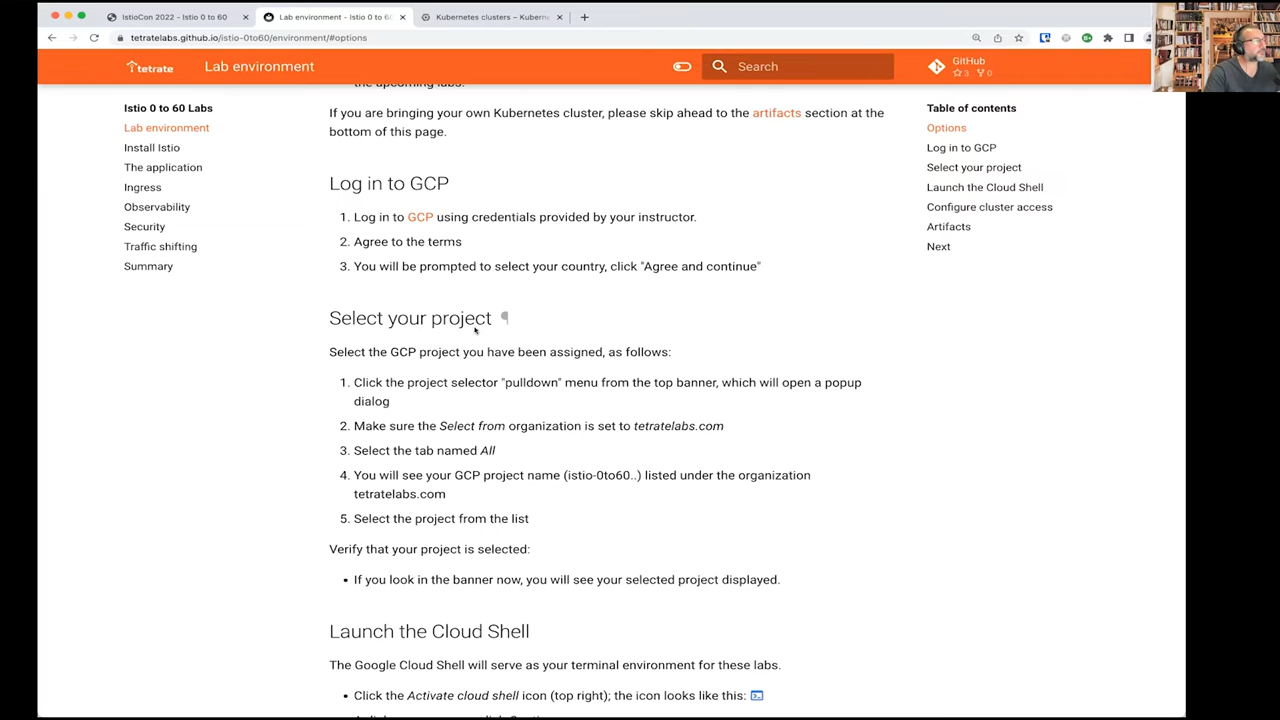 IstioCon 2022 - Istio 0 to 60
Lab environment - Istio 0 to 60
Kubernetes clusters – Kubern
tetratelabs.github.io/istio-0to60/environment/#options
tetrate
Lab environment
Search
GitHub
3 0
Istio 0 to 60 Labs
Lab environment
Install Istio
The application
Ingress
Observability
Security
Traffic shifting
Summary
the upcoming labs.
If you are bringing your own Kubernetes cluster, please skip ahead to the artifacts section at the
bottom of this page.
Log in to GCP
1. Log in to GCP using credentials provided by your instructor.
2. Agree to the terms
3. You will be prompted to select your country, click "Agree and continue"
Select your project ¶
Select the GCP project you have been assigned, as follows:
1. Click the project selector "pulldown" menu from the top banner, which will open a popup
dialog
2. Make sure the Select from organization is set to tetratelabs.com
3. Select the tab named All
4. You will see your GCP project name (istio-0to60..) listed under the organization
tetratelabs.com
5. Select the project from the list
Verify that your project is selected:
• If you look in the banner now, you will see your selected project displayed.
Launch the Cloud Shell
The Google Cloud Shell will serve as your terminal environment for these labs.
• Click the Activate cloud shell icon (top right); the icon looks like this:
Table of contents
Options
Log in to GCP
Select your project
Launch the Cloud Shell
Configure cluster access
Artifacts
Next